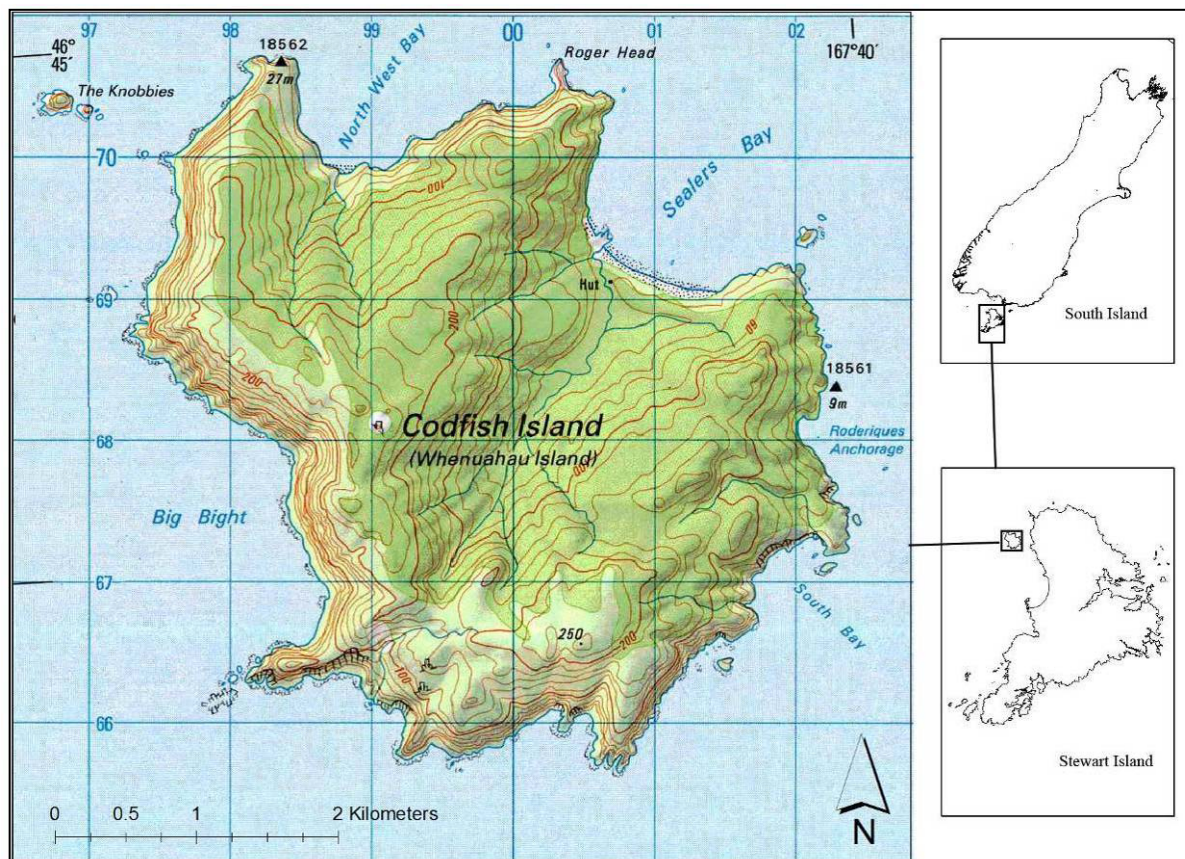 97
98
99
00
01
02
46°
45'
167°40'
18562
27m
The Knobbies
North West Bay
Roger Head
Sealers Bay
70
69
Hut
100
200
60
200
18561
9m
Codfish Island
(Whenuahau Island)
Roderiques
Anchorage
68
100
Big Bight
67
South Bay
250
200
100
66
0 0.5 1 2 Kilometers
N
South Island
Stewart Island